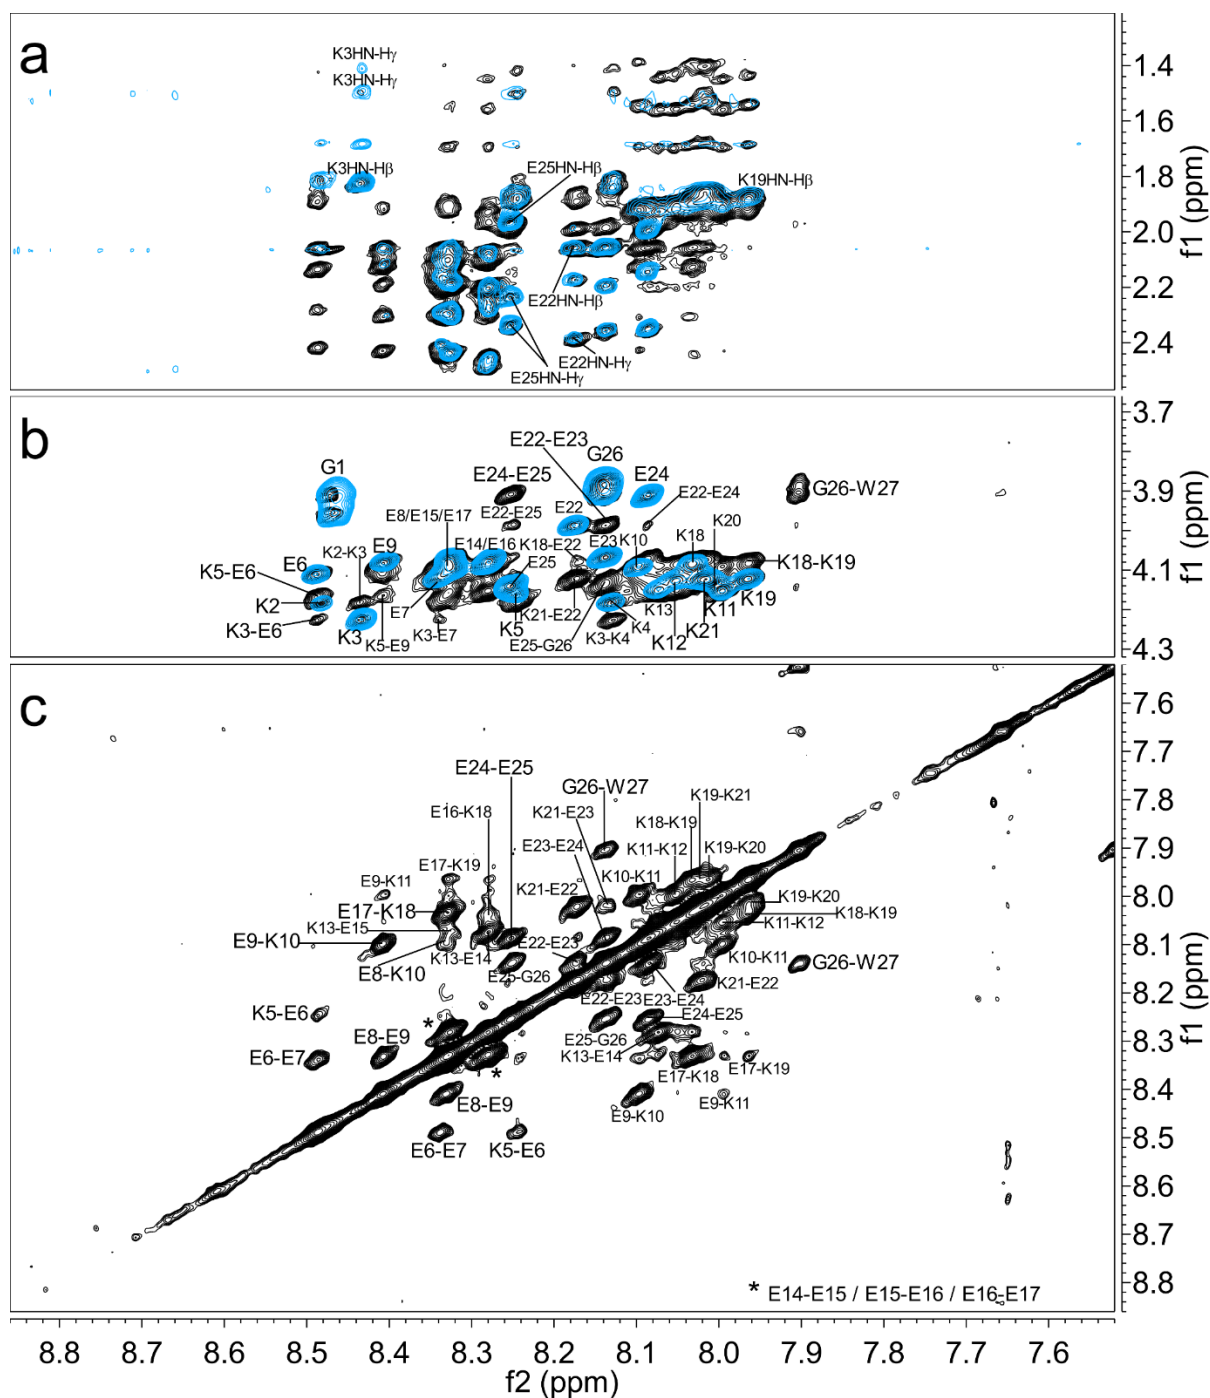 a
K3HN-Hγ
K3HN-Hγ
K3HN-Hβ
E25HN-Hβ
K19HN-Hβ
E22HN-Hβ
E22HN-Hγ
E25HN-Hγ
1.4
1.6
1.8
2.0
2.2
2.4
f1 (ppm)
b
E22-E23
G1
G26
E24-E25
E24
E22-E24
G26-W27
E8/E15/E17
E22-E25
E22
K20
E9
E14/E16
K18-E22
E23
K10
K18
K2-K3
E6
E25
K18-K19
K5-E6
K2
E7
K13
K11
K19
K3-E6
K3
K5-E9
K3-E7
K5
K21-E22
E25-G26
K4
K3-K4
K12
K21
3.7
3.9
4.1
4.3
f1 (ppm)
c
E24-E25
G26-W27
K19-K21
E16-K18
K21-E23
K18-K19
E23-E24
K11-K12
K19-K20
E17-K19
K10-K11
E9-K11
K21-E22
E17-K18
K13-E15
E9-K10
E22-E23
E8-K10
K13-E14
E25-G26
K5-E6
E8-E9
E6-E7
*
K19-K20
K18-K19
K11-K12
K10-K11
G26-W27
K21-E22
E22-E23
E23-E24
E24-E25
E25-G26
K13-E14
E17-K18
E17-K19
*
E8-E9
E9-K10
E9-K11
E6-E7
K5-E6
* E14-E15 / E15-E16 / E16-E17
7.6
7.7
7.8
7.9
8.0
8.1
8.2
8.3
8.4
8.5
8.6
8.7
8.8
f1 (ppm)
8.8 8.7 8.6 8.5 8.4 8.3 8.2 8.1 8.0 7.9 7.8 7.7 7.6
f2 (ppm)